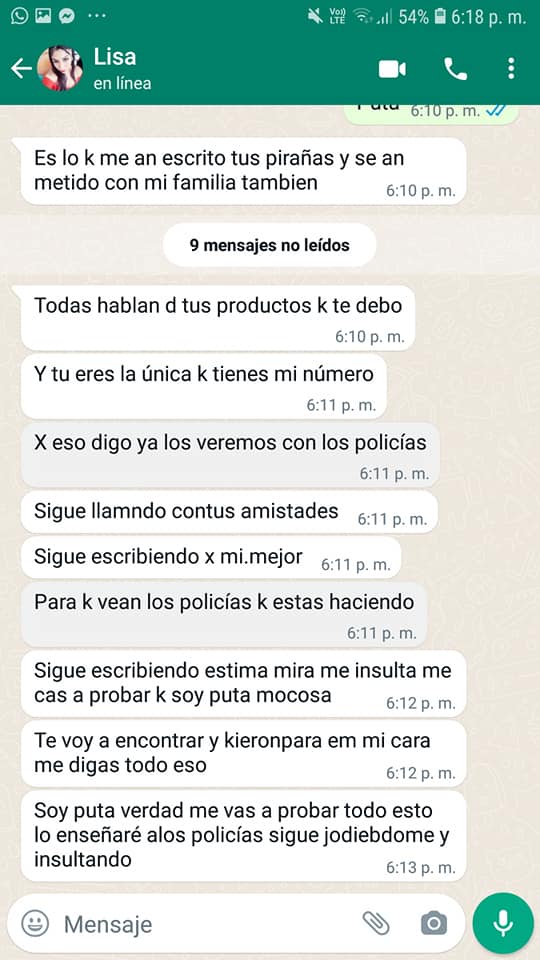 Vo))
LTE
54%
6:18 p. m.
Lisa
en línea
6:10 p. m.
Es lo k me an escrito tus pirañas y se an
metido con mi familia tambien
6:10 p. m.
9 mensajes no leídos
Todas hablan d tus productos k te debo
6:10 p. m.
Y tu eres la única k tienes mi número
6:11 p. m.
X eso digo ya los veremos con los policías
6:11 p. m.
Sigue llamndo contus amistades
6:11 p. m.
Sigue escribiendo x mi.mejor
6:11 p. m.
Para k vean los policías k estas haciendo
6:11 p. m.
Sigue escribiendo estima mira me insulta me
cas a probar k soy puta mocosa
6:12 p. m.
Te voy a encontrar y kieronpara em mi cara
me digas todo eso
6:12 p. m.
Soy puta verdad me vas a probar todo esto
lo enseñaré alos policías sigue jodiebdome y
insultando
6:13 p. m.
Mensaje